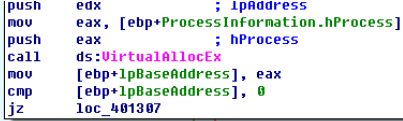 push edx ; lpAddress
mov eax, [ebp+ProcessInformation.hProcess]
push eax ; hProcess
call ds:VirtualAllocEx
mov [ebp+lpBaseAddress], eax
cmp [ebp+lpBaseAddress], 0
jz loc_401307